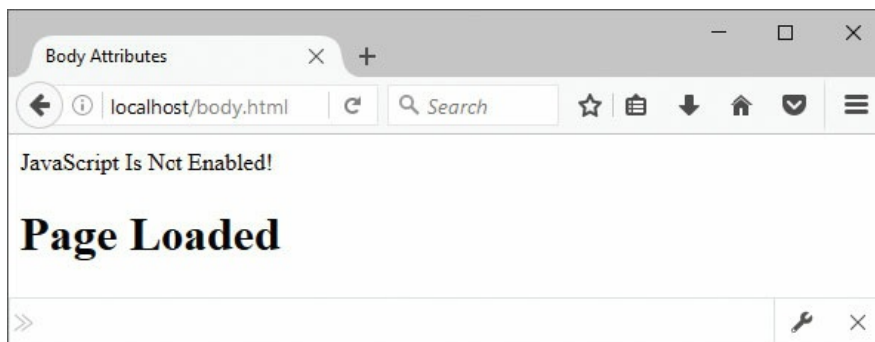 Body Attributes
localhost/body.html
Search
JavaScript Is Not Enabled!
Page Loaded